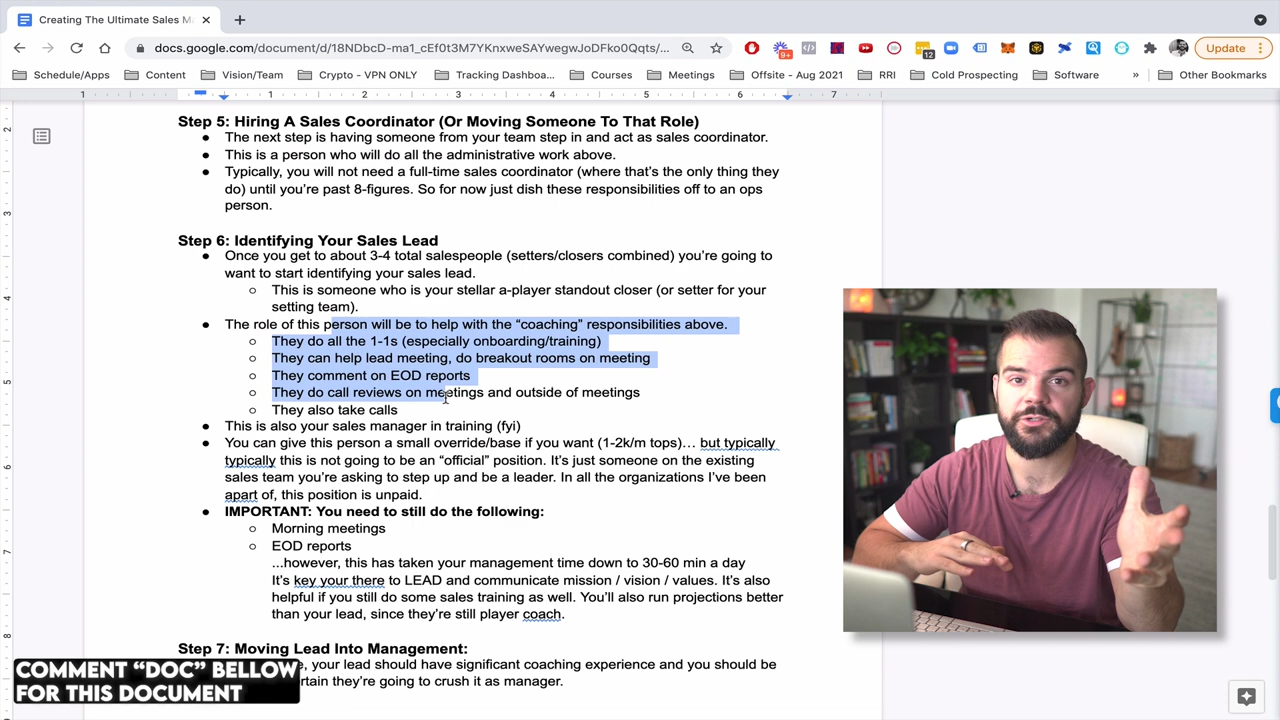 Creating The Ultimate Sales M
docs.google.com/document/d/18NDbcD-ma1_cEf0t3M7YKnxweSAYwegwJoDFko0Qqts/...
9+
12
Update
Schedule/Apps
Content
Vision/Team
Crypto - VPN ONLY
Tracking Dashboa...
Courses
Meetings
Offsite - Aug 2021
RRI
Cold Prospecting
Software
»
Other Bookmarks
1 1 2 3 4 5 6 7
2
3
4
5
6
7
8
Step 5: Hiring A Sales Coordinator (Or Moving Someone To That Role)
● The next step is having someone from your team step in and act as sales coordinator.
● This is a person who will do all the administrative work above.
● Typically, you will not need a full-time sales coordinator (where that's the only thing they
do) until you're past 8-figures. So for now just dish these responsibilities off to an ops
person.
Step 6: Identifying Your Sales Lead
● Once you get to about 3-4 total salespeople (setters/closers combined) you're going to
want to start identifying your sales lead.
○ This is someone who is your stellar a-player standout closer (or setter for your
setting team).
● The role of this person will be to help with the “coaching” responsibilities above.
○ They do all the 1-1s (especially onboarding/training)
○ They can help lead meeting, do breakout rooms on meeting
○ They comment on EOD reports
○ They do call reviews on meetings and outside of meetings
○ They also take calls
● This is also your sales manager in training (fyi)
● You can give this person a small override/base if you want (1-2k/m tops)… but typically
typically this is not going to be an “official” position. It's just someone on the existing
sales team you're asking to step up and be a leader. In all the organizations I've been
apart of, this position is unpaid.
● IMPORTANT: You need to still do the following:
○ Morning meetings
○ EOD reports
...however, this has taken your management time down to 30-60 min a day
It's key your there to LEAD and communicate mission / vision / values. It's also
helpful if you still do some sales training as well. You'll also run projections better
than your lead, since they're still player coach.
Step 7: Moving Lead Into Management:
, your lead should have significant coaching experience and you should be
they're going to crush it as manager.
COMMENT “DOC” BELLOW
FOR THIS DOCUMENT